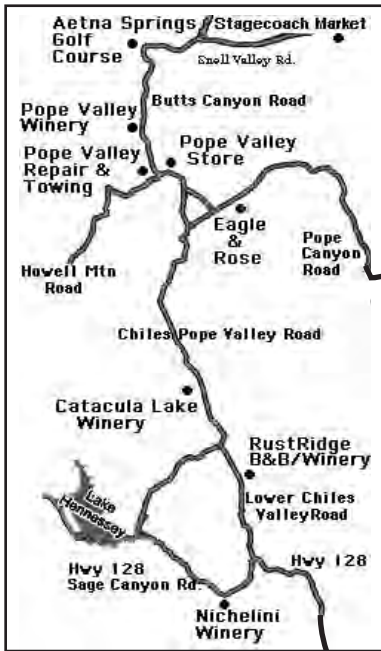 Aetna Springs
Golf
Course
Stagecoach Market
Snell Valley Rd.
Butts Canyon Road
Pope Valley
Winery
Pope Valley
Store
Pope Valley
Repair &
Towing
Eagle
&
Rose
Pope
Canyon
Road
Howell Mtn
Road
Chiles Pope Valley Road
Catacula Lake
Winery
RustRidge
B&B/Winery
Lake
Hennessey
Lower Chiles
Valley Road
Hwy 128
Sage Canyon Rd.
Hwy 128
Nichelini
Winery